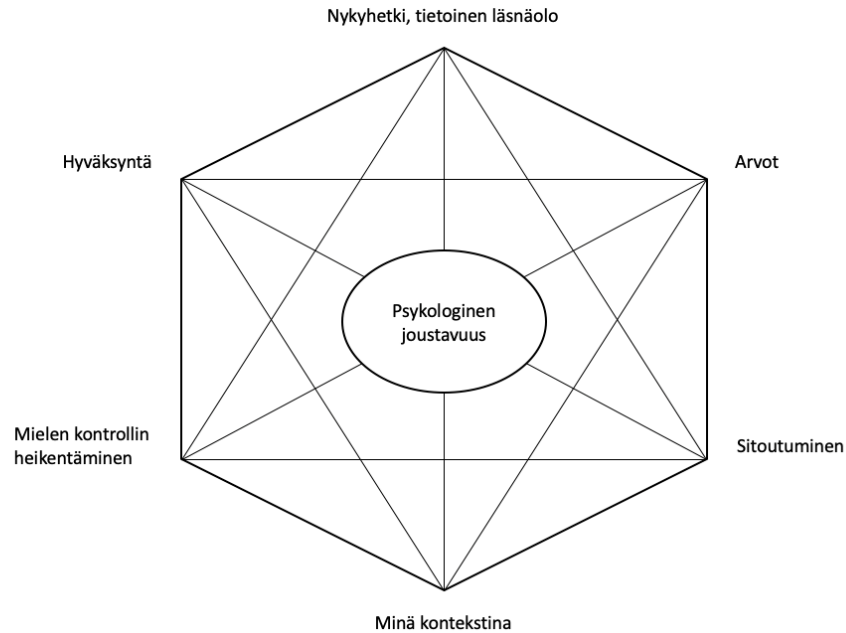 Nykyhetki, tietoinen läsnäolo
Hyväksyntä
Arvot
Psykologinen
joustavuus
Mielen kontrollin
heikentäminen
Sitoutuminen
Minä kontekstina